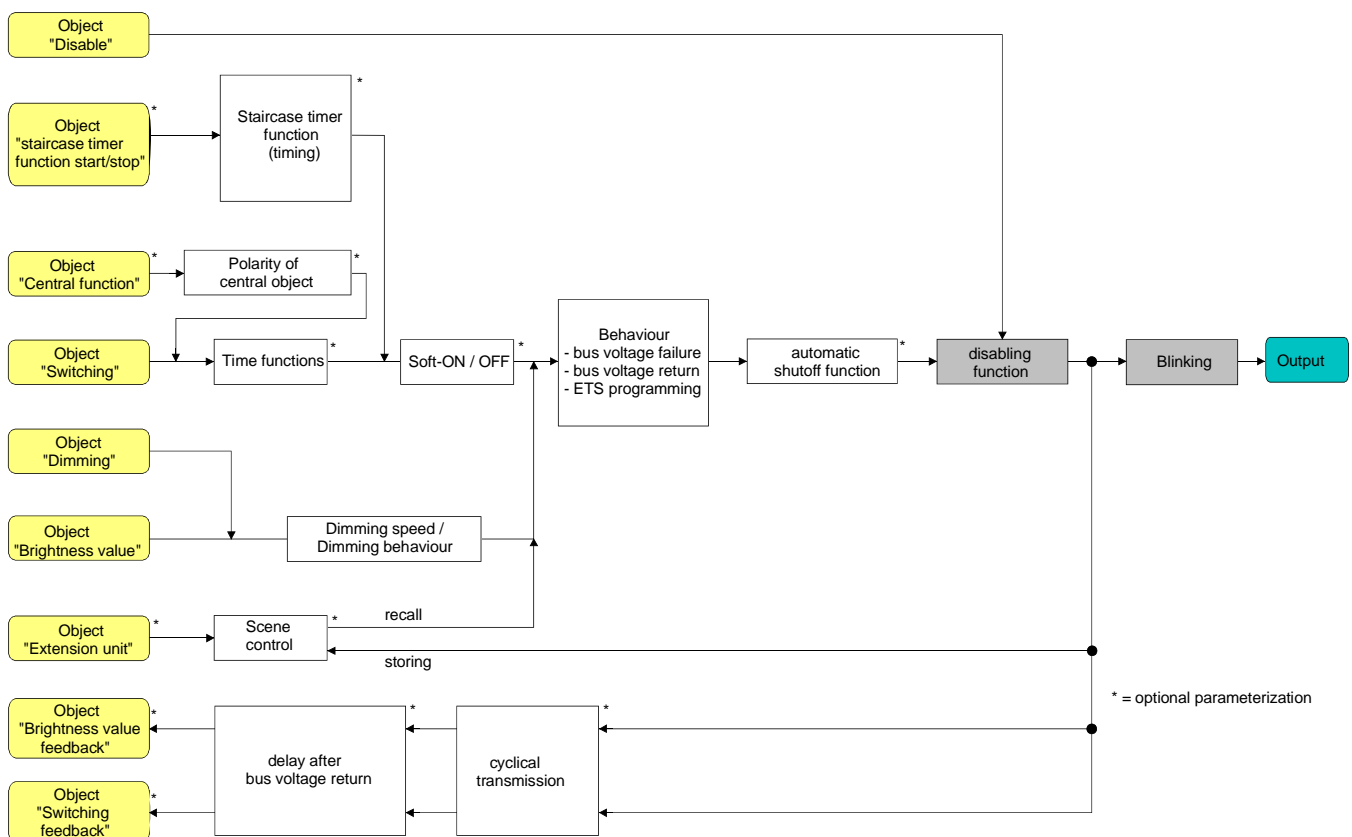 Object
"Disable"
*
Object
"staircase timer
function start/stop"
*
Staircase timer
function
(timing)
*
Object
"Central function"
*
Polarity of
central object
*
Object
"Switching"
Time functions
*
Soft-ON / OFF
*
Behaviour
- bus voltage failure
- bus voltage return
- ETS programming
automatic
shutoff function
*
disabling
function
Blinking
Output
Object
"Dimming"
Object
"Brightness value"
Dimming speed /
Dimming behaviour
Object
"Extension unit"
*
Scene
control
*
recall
storing
* = optional parameterization
Object
"Brightness value
feedback"
*
delay after
bus voltage return
*
cyclical
transmission
*
Object
"Switching
feedback"
*